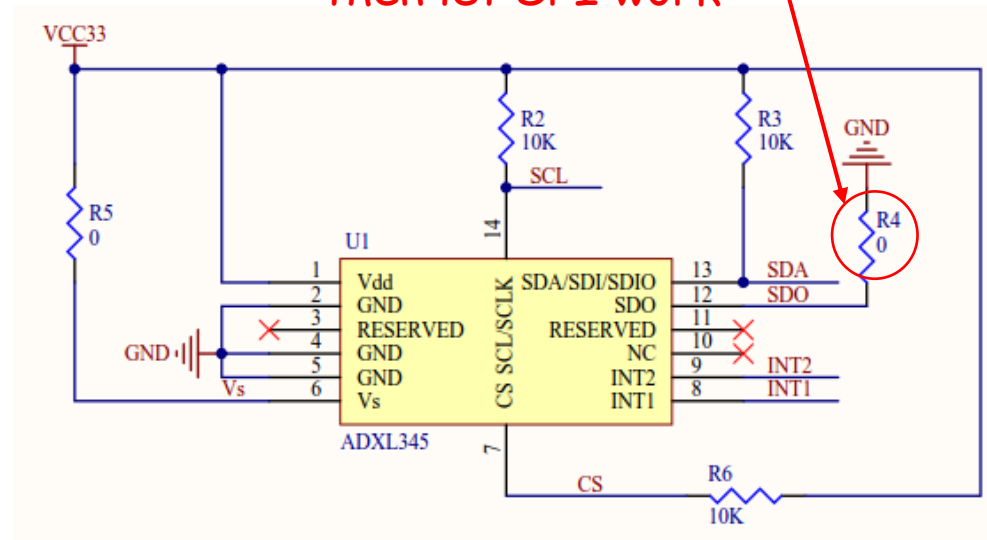 VCC33
R2
10K
R3
10K
GND
SCL
R5
0
R4
0
14
U1
1
Vdd
2
GND
3
RESERVED
4
GND
5
GND
6
Vs
SCL/SCLK
CS
SDA/SDI/SDIO
13
SDA
SDO
12
SDO
RESERVED
11
NC
10
INT2
9
INT2
INT1
8
INT1
GND
Vs
ADXL345
7
CS
R6
10K